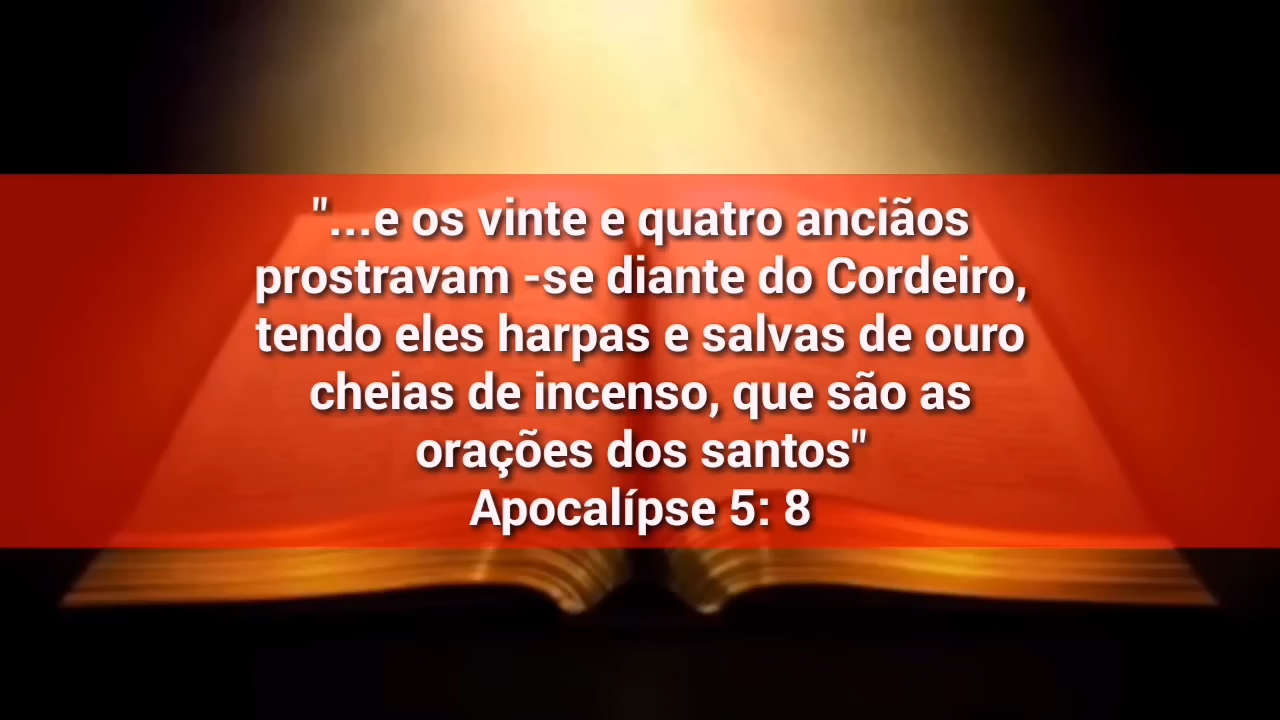 "...e os vinte e quatro anciãos
prostravam -se diante do Cordeiro,
tendo eles harpas e salvas de ouro
cheias de incenso, que são as
orações dos santos"
Apocalípse 5: 8